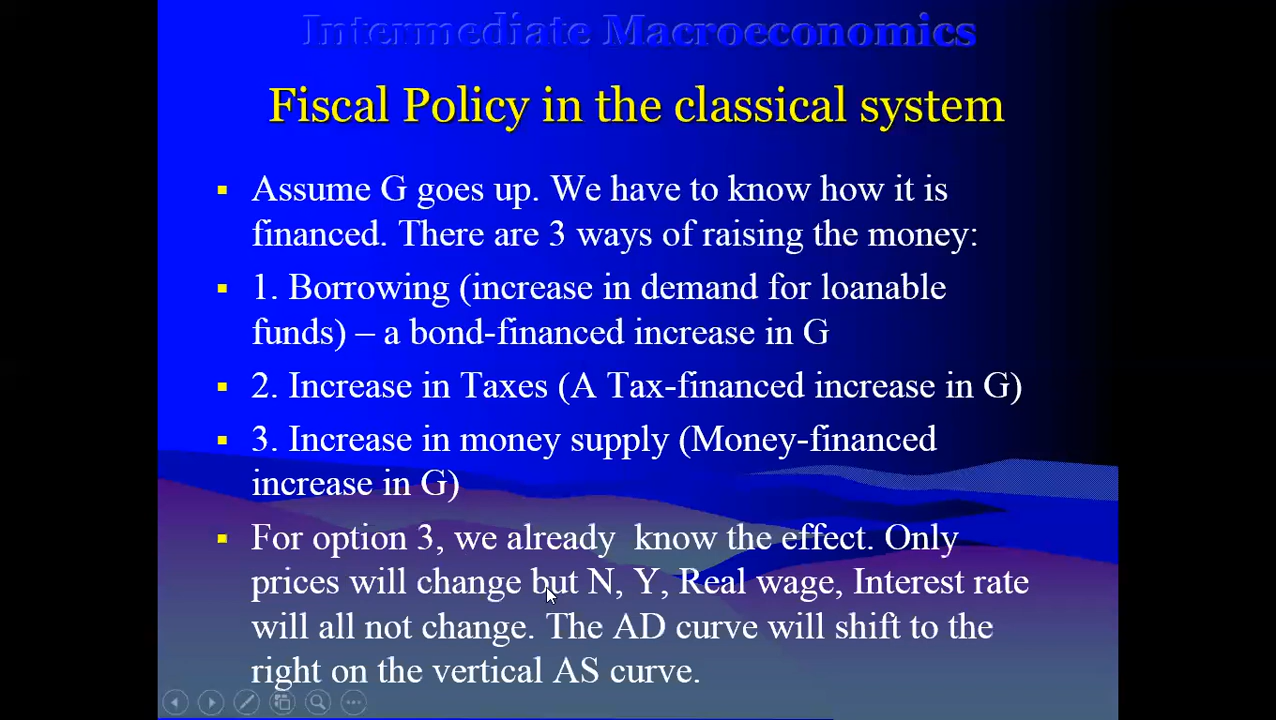 Intermediate Macroeconomics
Fiscal Policy in the classical system
▪ Assume G goes up. We have to know how it is
financed. There are 3 ways of raising the money:
▪ 1. Borrowing (increase in demand for loanable
funds) – a bond-financed increase in G
▪ 2. Increase in Taxes (A Tax-financed increase in G)
▪ 3. Increase in money supply (Money-financed
increase in G)
▪ For option 3, we already  know the effect. Only
prices will change but N, Y, Real wage, Interest rate
will all not change. The AD curve will shift to the
right on the vertical AS curve.